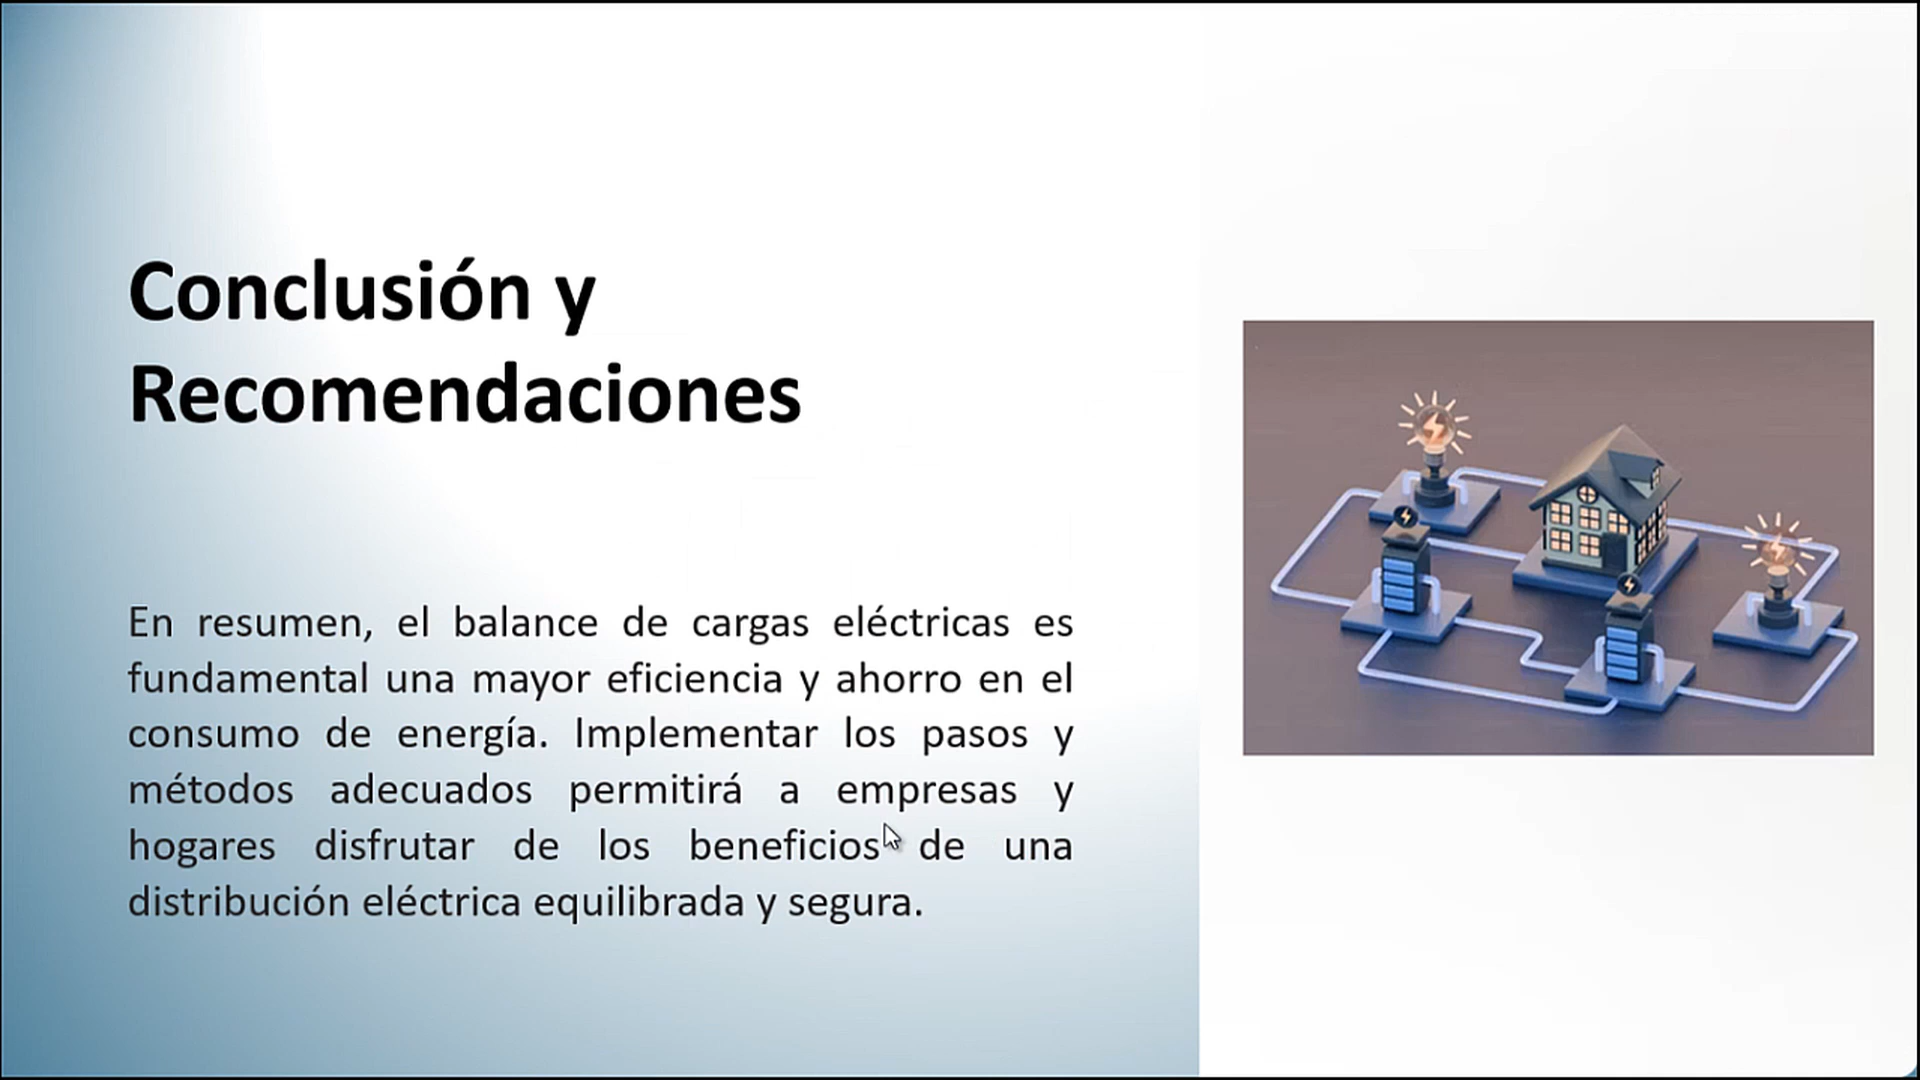 Conclusión y
Recomendaciones
En resumen, el balance de cargas eléctricas es
fundamental una mayor eficiencia y ahorro en el
consumo de energía. Implementar los pasos y
métodos adecuados permitirá a empresas y
hogares disfrutar de los beneficios de una
distribución eléctrica equilibrada y segura.